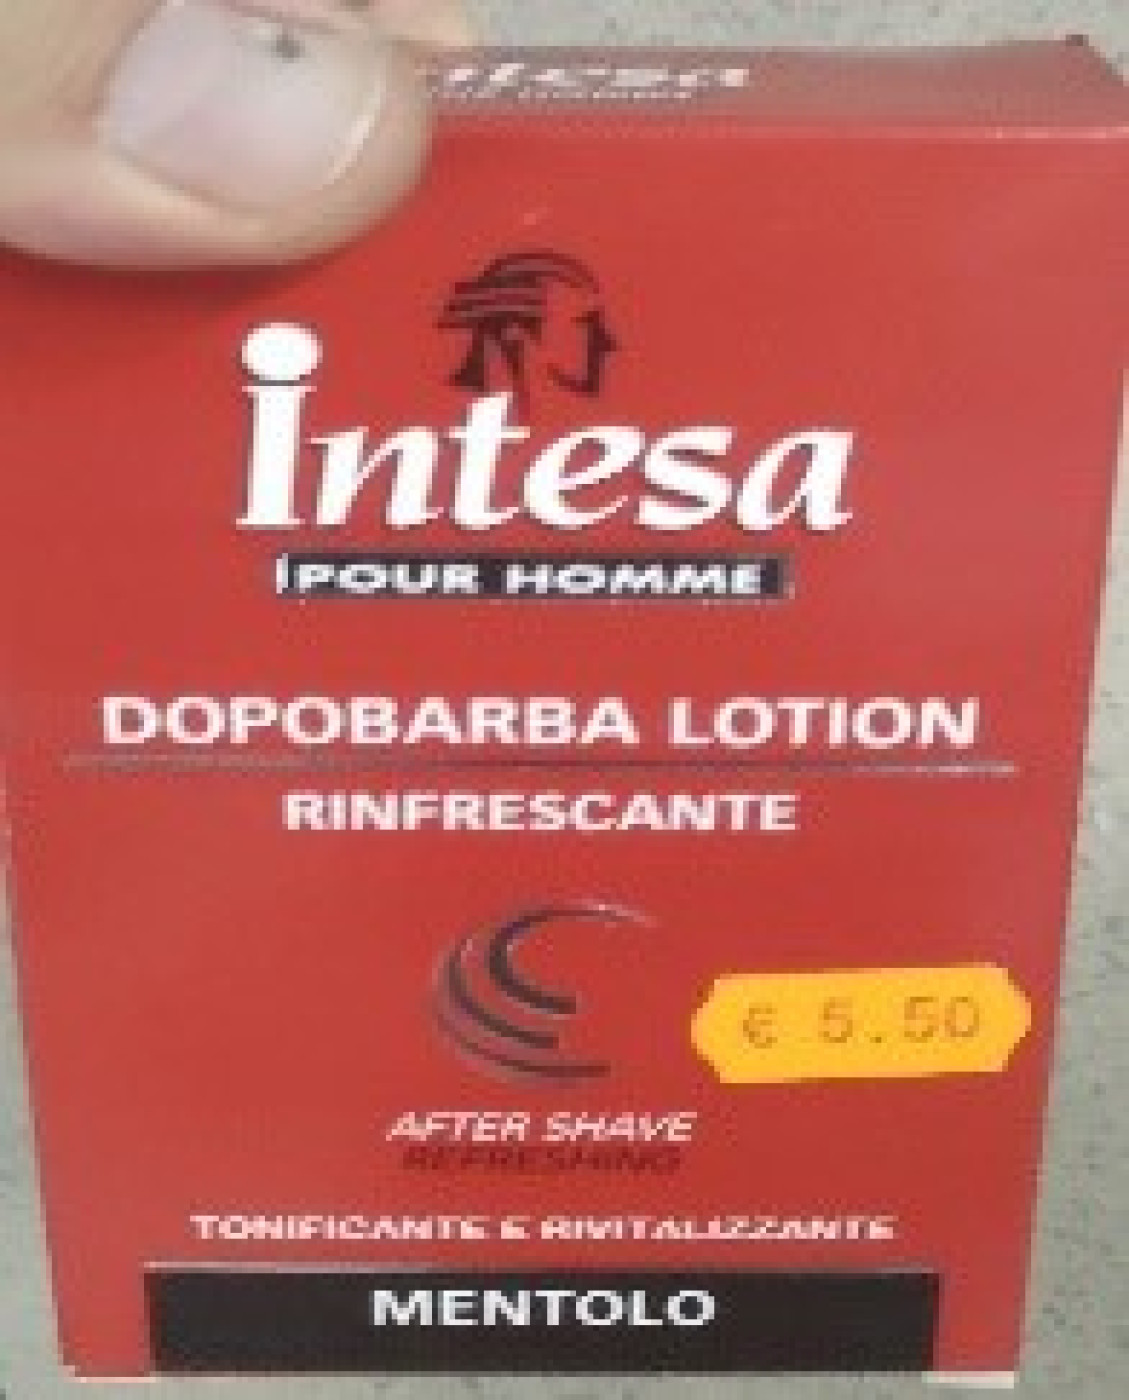 intesa
POUR HOMME
DOPOBARBA LOTION
RINFRESCANTE
€ 5.50
AFTER SHAVE
REFRESHING
TONIFICANTE E RIVITALIZZANTE
MENTOLO